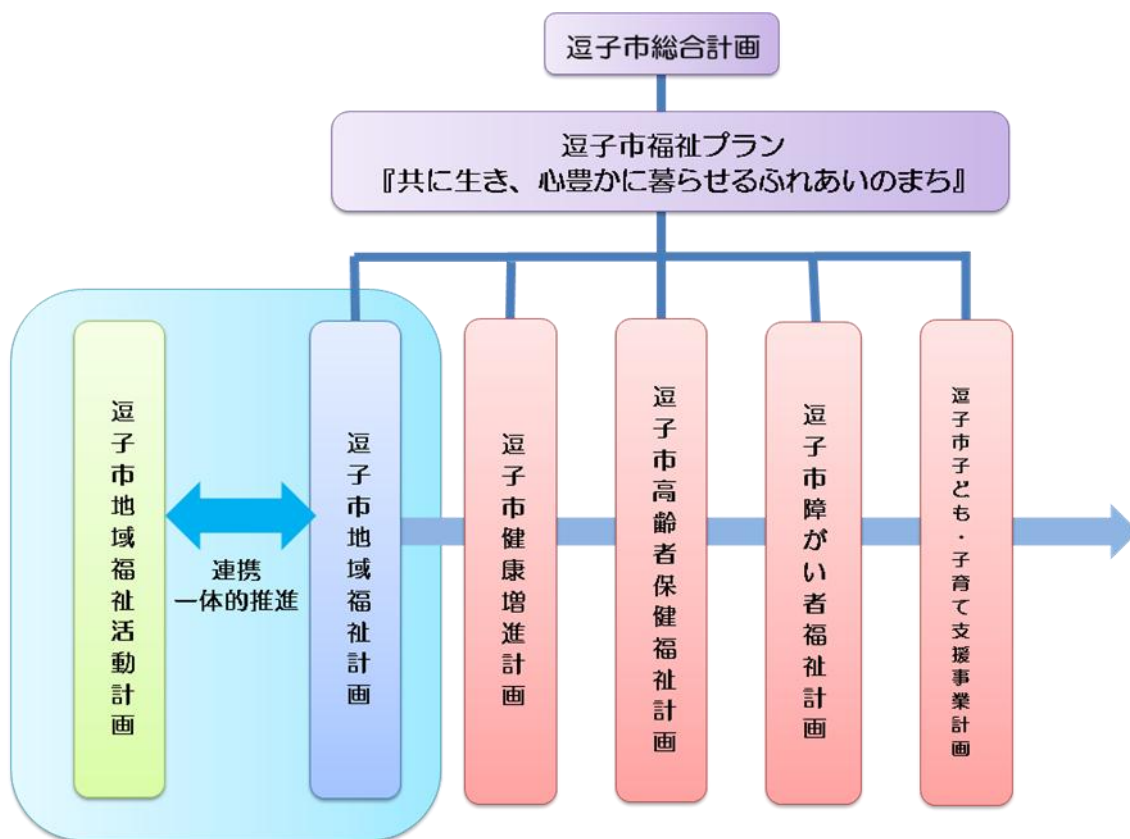 逗子市総合計画
逗子市福祉プラン
『共に生き、心豊かに暮らせるふれあいのまち』
逗子市地域福祉活動計画
連携
一体的推進
逗子市地域福祉計画
逗子市健康増進計画
逗子市高齢者保健福祉計画
逗子市障がい者福祉計画
逗子市子ども・子育て支援事業計画